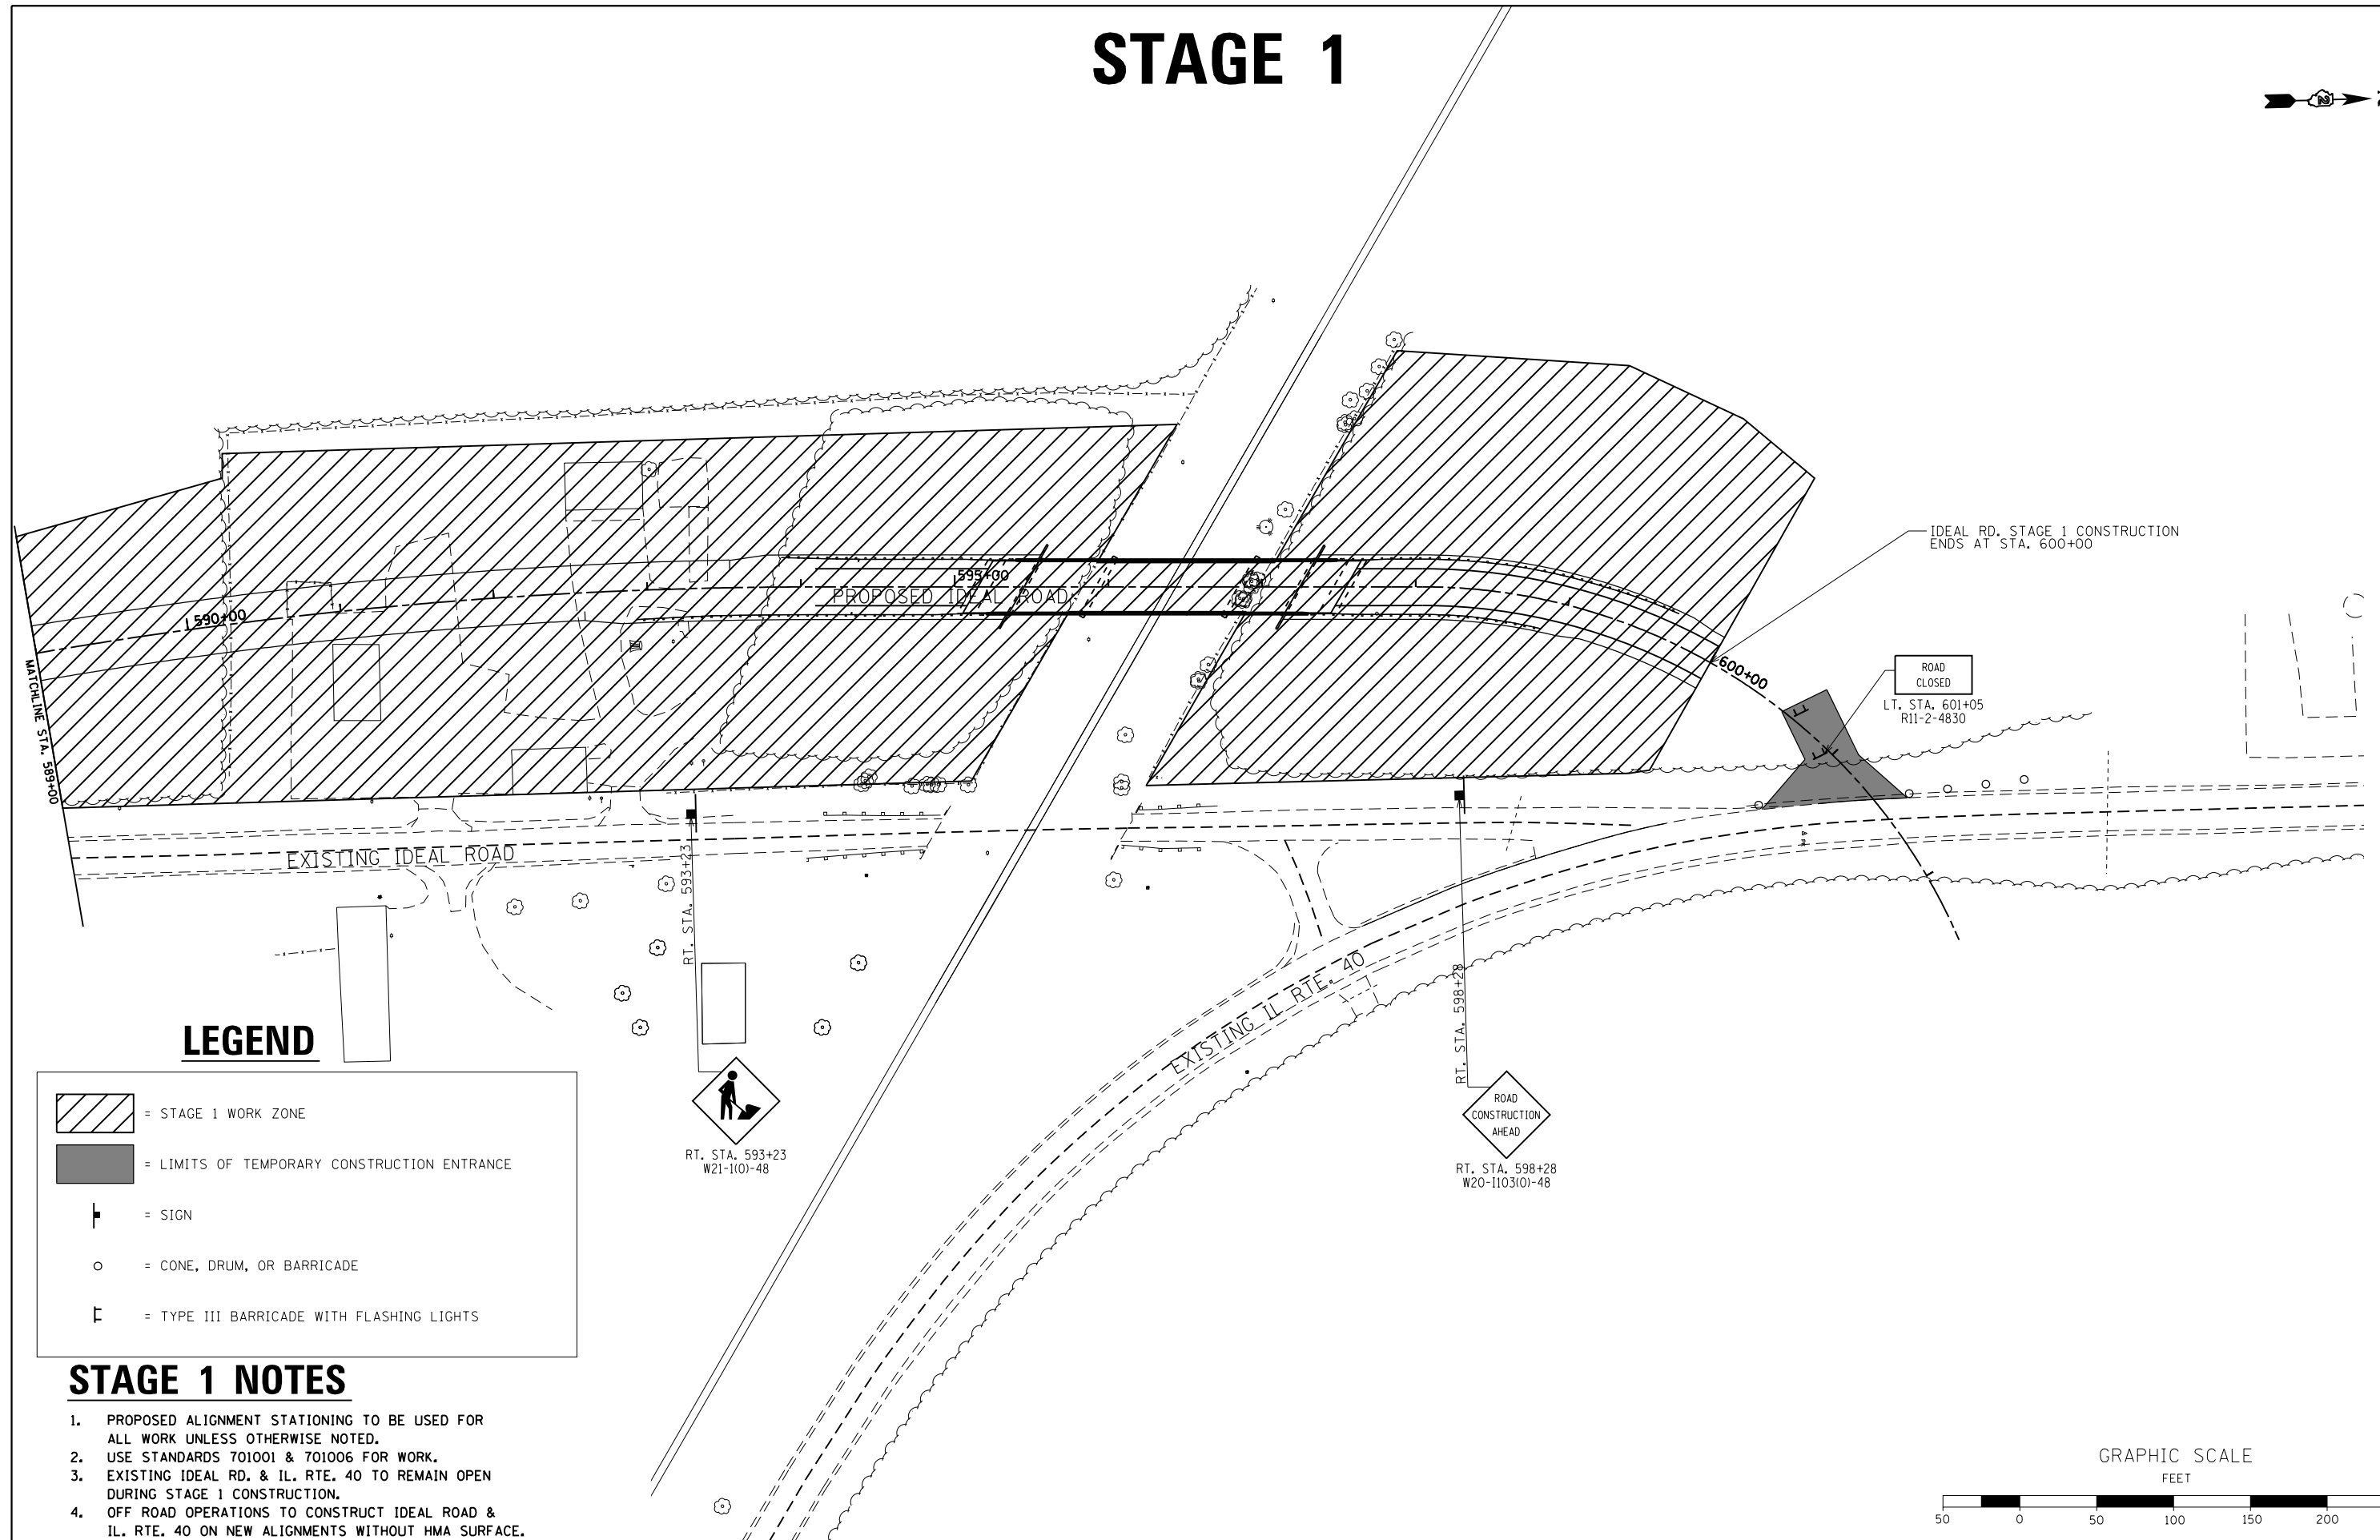 STAGE 1
IDEAL RD. STAGE 1 CONSTRUCTION
ENDS AT STA. 600+00
595+00
PROPOSED IDEAL ROAD
590+00
MATCHLINE STA. 589+00
600+00
ROAD
CLOSED
LT. STA. 601+05
R11-2-4830
EXISTING IDEAL ROAD
RT. STA. 593+23
RT. STA. 598+28
EXISTING IL RTE. 40
RT. STA. 593+23
W21-1(O)-48
ROAD
CONSTRUCTION
AHEAD
RT. STA. 598+28
W20-I103(O)-48
LEGEND
= STAGE 1 WORK ZONE
= LIMITS OF TEMPORARY CONSTRUCTION ENTRANCE
= SIGN
= CONE, DRUM, OR BARRICADE
= TYPE III BARRICADE WITH FLASHING LIGHTS
STAGE 1 NOTES
1. PROPOSED ALIGNMENT STATIONING TO BE USED FOR
ALL WORK UNLESS OTHERWISE NOTED.
2. USE STANDARDS 701001 & 701006 FOR WORK.
3. EXISTING IDEAL RD. & IL. RTE. 40 TO REMAIN OPEN
DURING STAGE 1 CONSTRUCTION.
4. OFF ROAD OPERATIONS TO CONSTRUCT IDEAL ROAD &
IL. RTE. 40 ON NEW ALIGNMENTS WITHOUT HMA SURFACE.
GRAPHIC SCALE
FEET
50 0 50 100 150 200